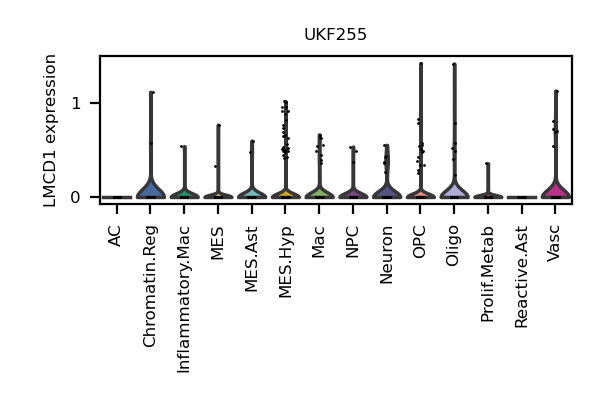 UKF255
LMCD1 expression
1
0
AC
Chromatin.Reg
Inflammatory.Mac
MES
MES.Ast
MES.Hyp
Mac
NPC
Neuron
OPC
Oligo
Prolif.Metab
Reactive.Ast
Vasc